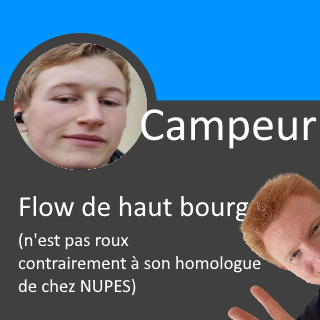 Campeur
Flow de haut bourg
(n'est pas roux
contrairement à son homologue
de chez NUPES)